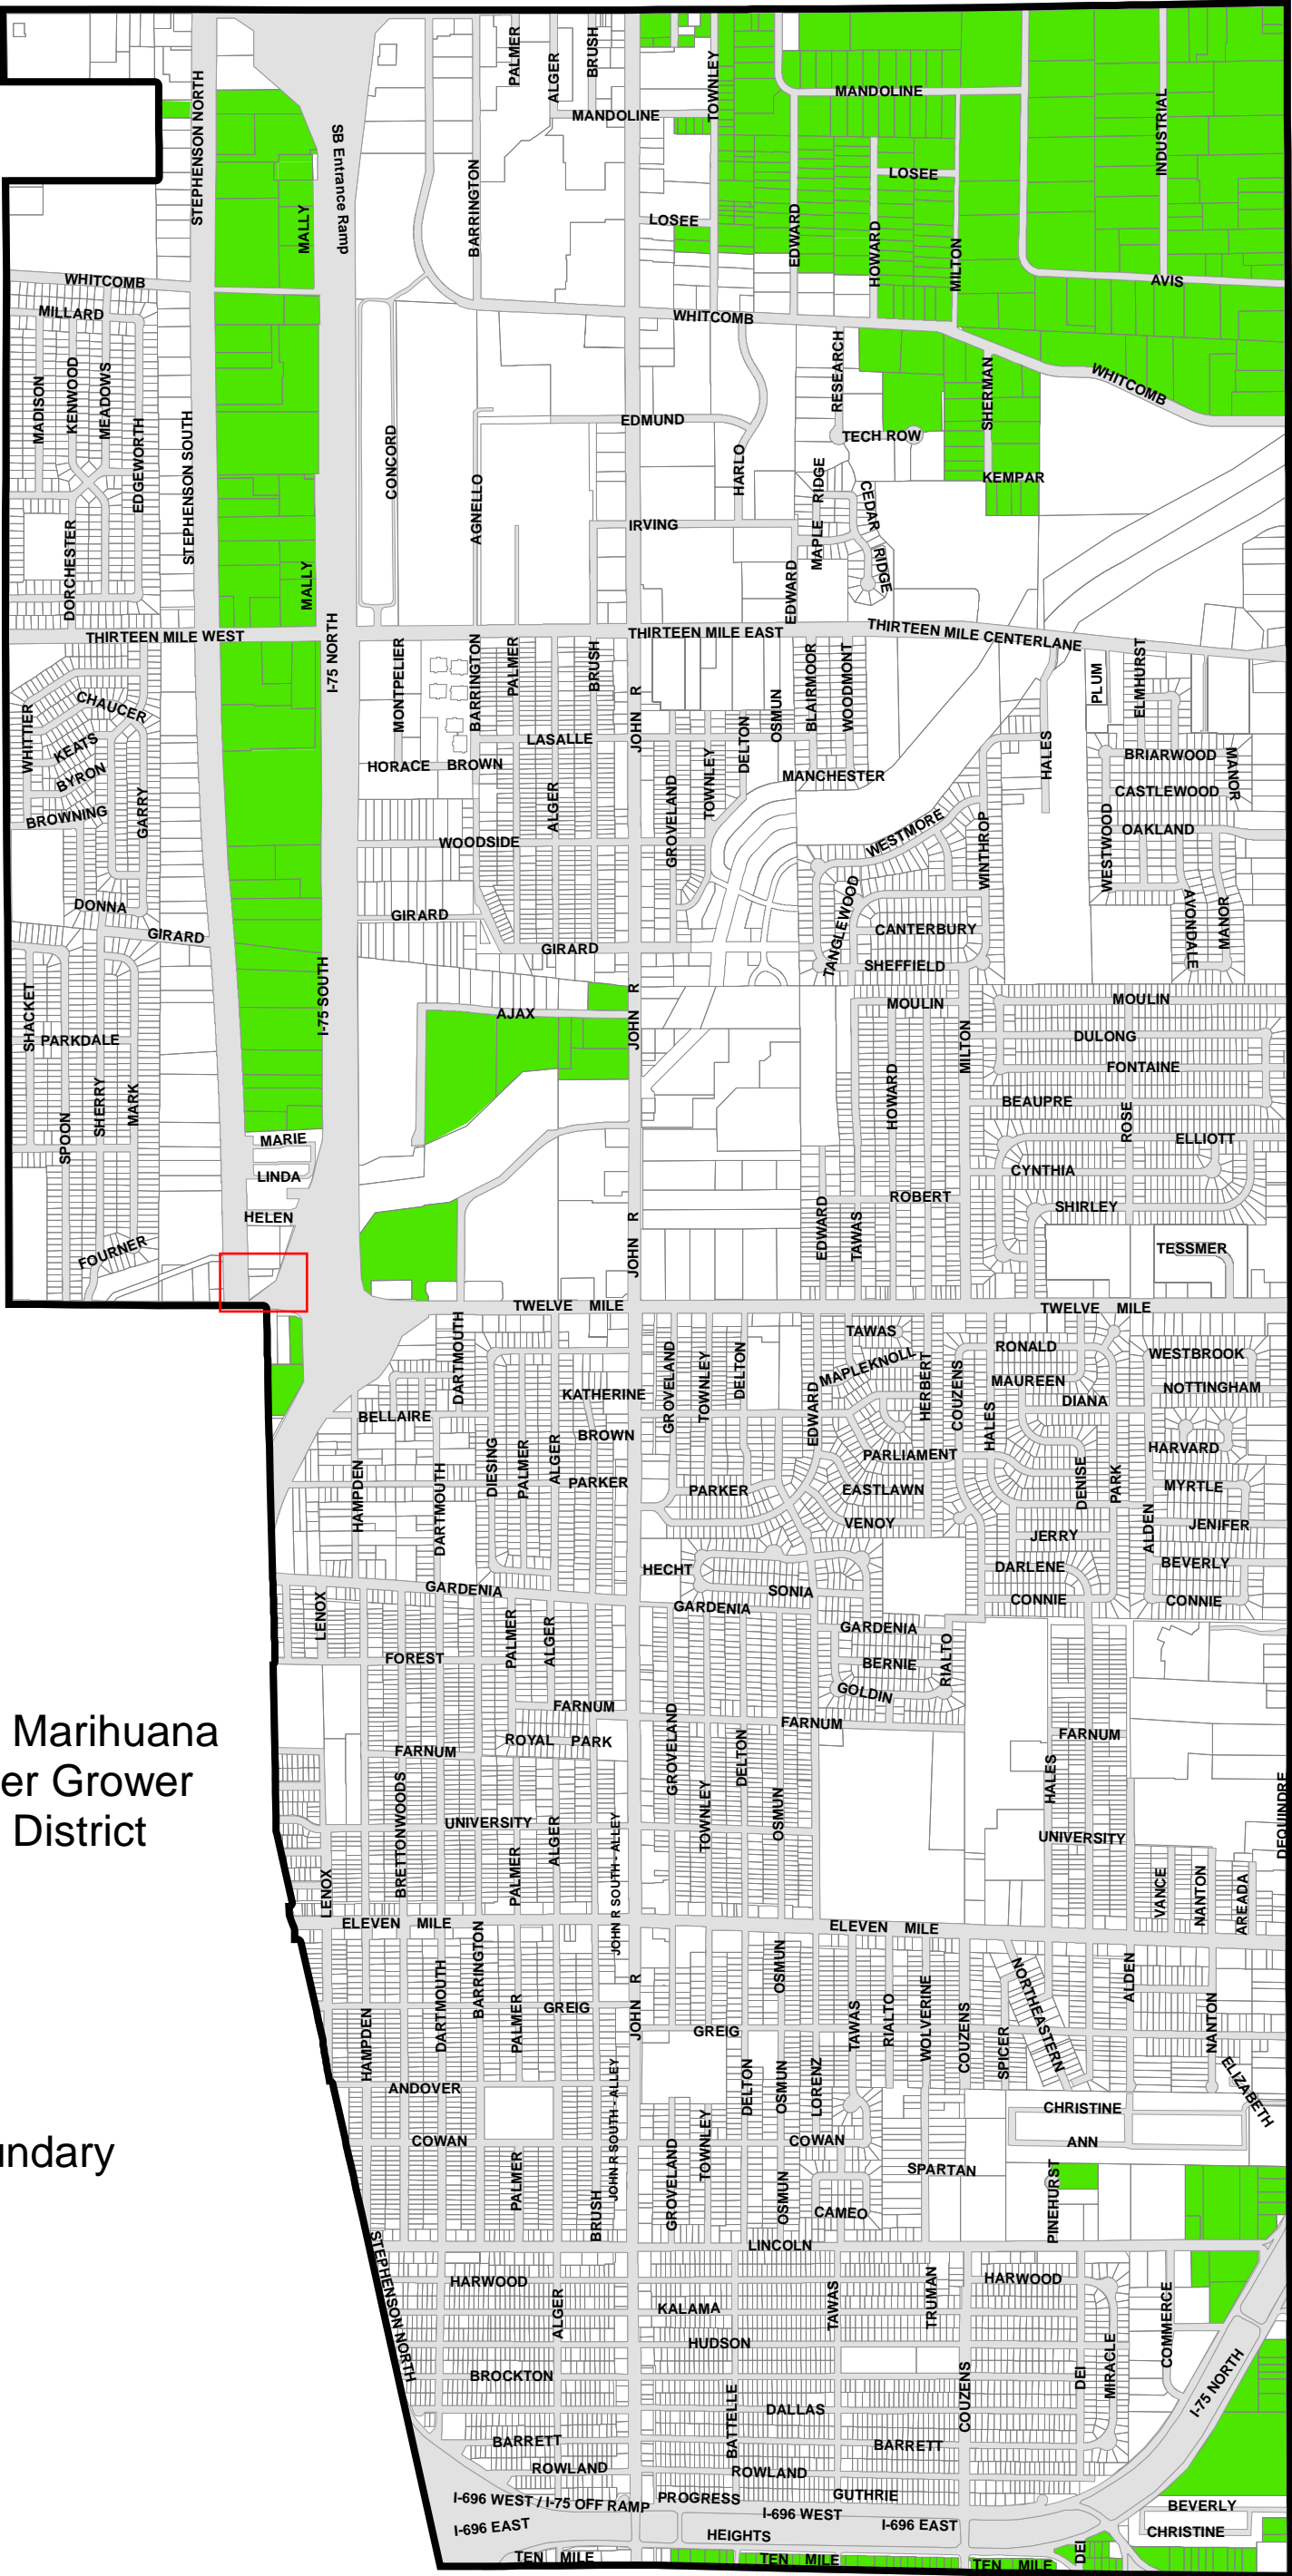 PALMER
ALGER
BRUSH
TOWNLEY
STEPHENSON NORTH
MANDOLINE
MANDOLINE
INDUSTRIAL
SB Entrance Ramp
BARRINGTON
LOSEE
MALLY
LOSEE
EDWARD
HOWARD
MILTON
WHITCOMB
AVIS
MILLARD
WHITCOMB
MADISON
KENWOOD
MEADOWS
EDGEWORTH
STEPHENSON SOUTH
RESEARCH
SHERMAN
WHITCOMB
EDMUND
TECH ROW
CONCORD
AGNELLO
HARLO
MAPLE RIDGE
CEDAR RIDGE
KEMPAR
IRVING
DORCHESTER
MALLY
EDWARD
THIRTEEN MILE WEST
I-75 NORTH
THIRTEEN MILE EAST
THIRTEEN MILE CENTERLANE
MONTPELIER
BARRINGTON
PALMER
BRUSH
JOHN R
OSMUN
BLAIRMOOR
WOODMONT
PLUM
ELMHURST
WHITTIER
CHAUCER
KEATS
BYRON
BROWNING
GARRY
LASALLE
HORACE BROWN
ALGER
WOODSIDE
GROVELAND
TOWNLEY
DELTON
MANCHESTER
HALES
BRIARWOOD
MANOR
CASTLEWOOD
OAKLAND
WESTMORE
WINTHROP
WESTWOOD
DONNA
GIRARD
GIRARD
GIRARD
TANGLEWOOD
CANTERBURY
SHEFFIELD
AVONDALE
MANOR
SHACKET
PARKDALE
I-75 SOUTH
AJAX
JOHN R
MOULIN
MILTON
MOULIN
DULONG
FONTAINE
SPOON
SHERRY
MARK
HOWARD
BEAUPRE
ROSE
ELLIOTT
MARIE
LINDA
HELEN
CYNTHIA
ROBERT
SHIRLEY
FOURNER
JOHN R
EDWARD
TAWAS
TESSMER
TWELVE MILE
TWELVE MILE
DARTMOUTH
GROVELAND
TOWNLEY
DELTON
TAWAS
MAPLEKNOLL
HERBERT
COUZENS
RONALD
MAUREEN
DIANA
WESTBROOK
NOTTINGHAM
KATHERINE
BELLAIRE
BROWN
EDWARD
HALES
HARVARD
HAMPDEN
DARTMOUTH
DIESING
PALMER
ALGER
PARKER
PARKER
PARLIAMENT
EASTLAWN
VENOY
DENISE
PARK
MYRTLE
ALDEN
JENIFER
JERRY
BEVERLY
HECHT
SONIA
DARLENE
CONNIE
CONNIE
GARDENIA
GARDENIA
GARDENIA
LENOX
PALMER
ALGER
BERNIE
RIALTO
GOLDIN
FOREST
FARNUM
ROYAL PARK
FARNUM
GROVELAND
DELTON
FARNUM
FARNUM
Marihuana
er Grower
District
BRETTONWOODS
UNIVERSITY
PALMER
ALGER
JOHN R SOUTH - ALLEY
TOWNLEY
OSMUN
HALES
UNIVERSITY
DEQUINDRE
LENOX
VANCE
NANTON
AREADA
ELEVEN MILE
ELEVEN MILE
HAMPDEN
DARTMOUTH
BARRINGTON
PALMER
GREIG
JOHN R
GREIG
OSMUN
TAWAS
RIALTO
WOLVERINE
COUZENS
SPICER
NORTHEASTERN
ALDEN
NANTON
ELIZABETH
ANDOVER
JOHN R SOUTH - ALLEY
DELTON
OSMUN
LORENZ
CHRISTINE
ANN
undary
COWAN
PALMER
BRUSH
GROVELAND
TOWNLEY
COWAN
OSMUN
CAMEO
SPARTAN
PINEHURST
LINCOLN
STEPHENSON NORTH
HARWOOD
ALGER
KALAMA
TAWAS
TRUMAN
HARWOOD
COMMERCE
HUDSON
BROCKTON
BATTELLE
DALLAS
COUZENS
DEI
MIRACLE
I-75 NORTH
BARRETT
BARRETT
ROWLAND
ROWLAND
I-696 WEST / I-75 OFF RAMP
PROGRESS
GUTHRIE
I-696 EAST
I-696 WEST
I-696 EAST
BEVERLY
HEIGHTS
CHRISTINE
TEN MILE
TEN MILE
TEN MILE
DEI